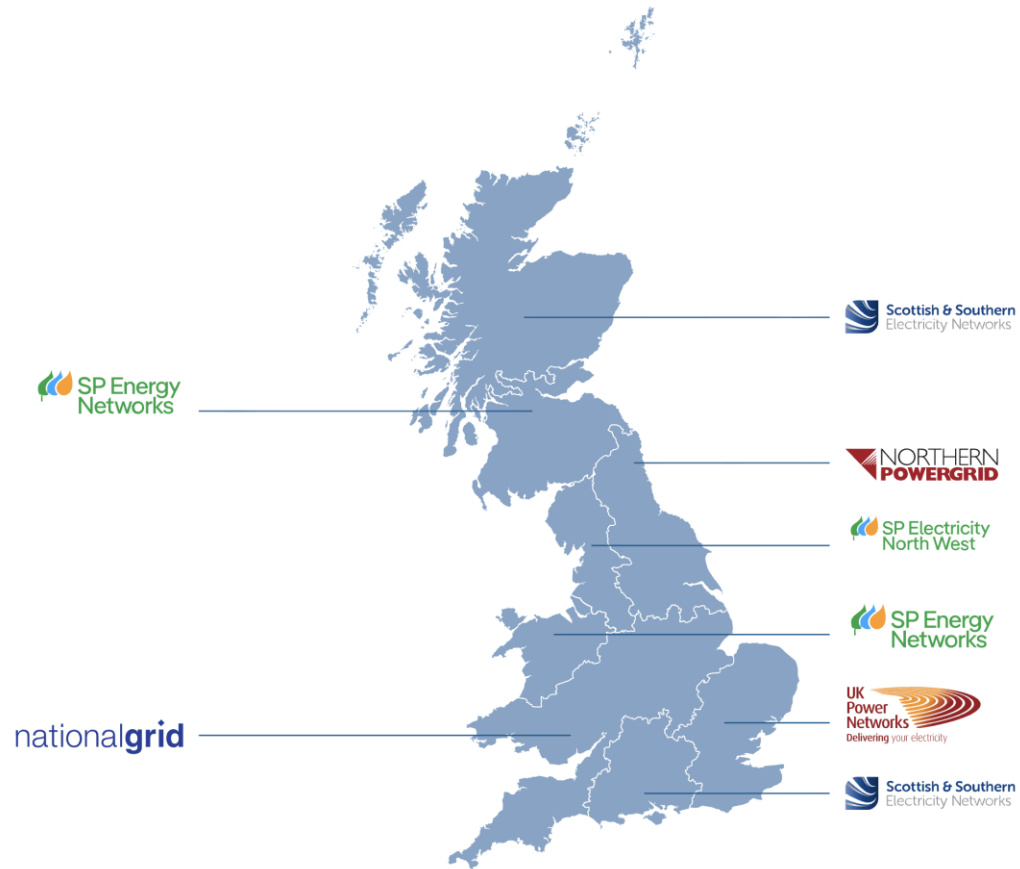 Scottish & Southern
Electricity Networks
SP Energy
Networks
NORTHERN
POWERGRID
SP Electricity
North West
SP Energy
Networks
UK
Power
Networks
Delivering your electricity
nationalgrid
Scottish & Southern
Electricity Networks